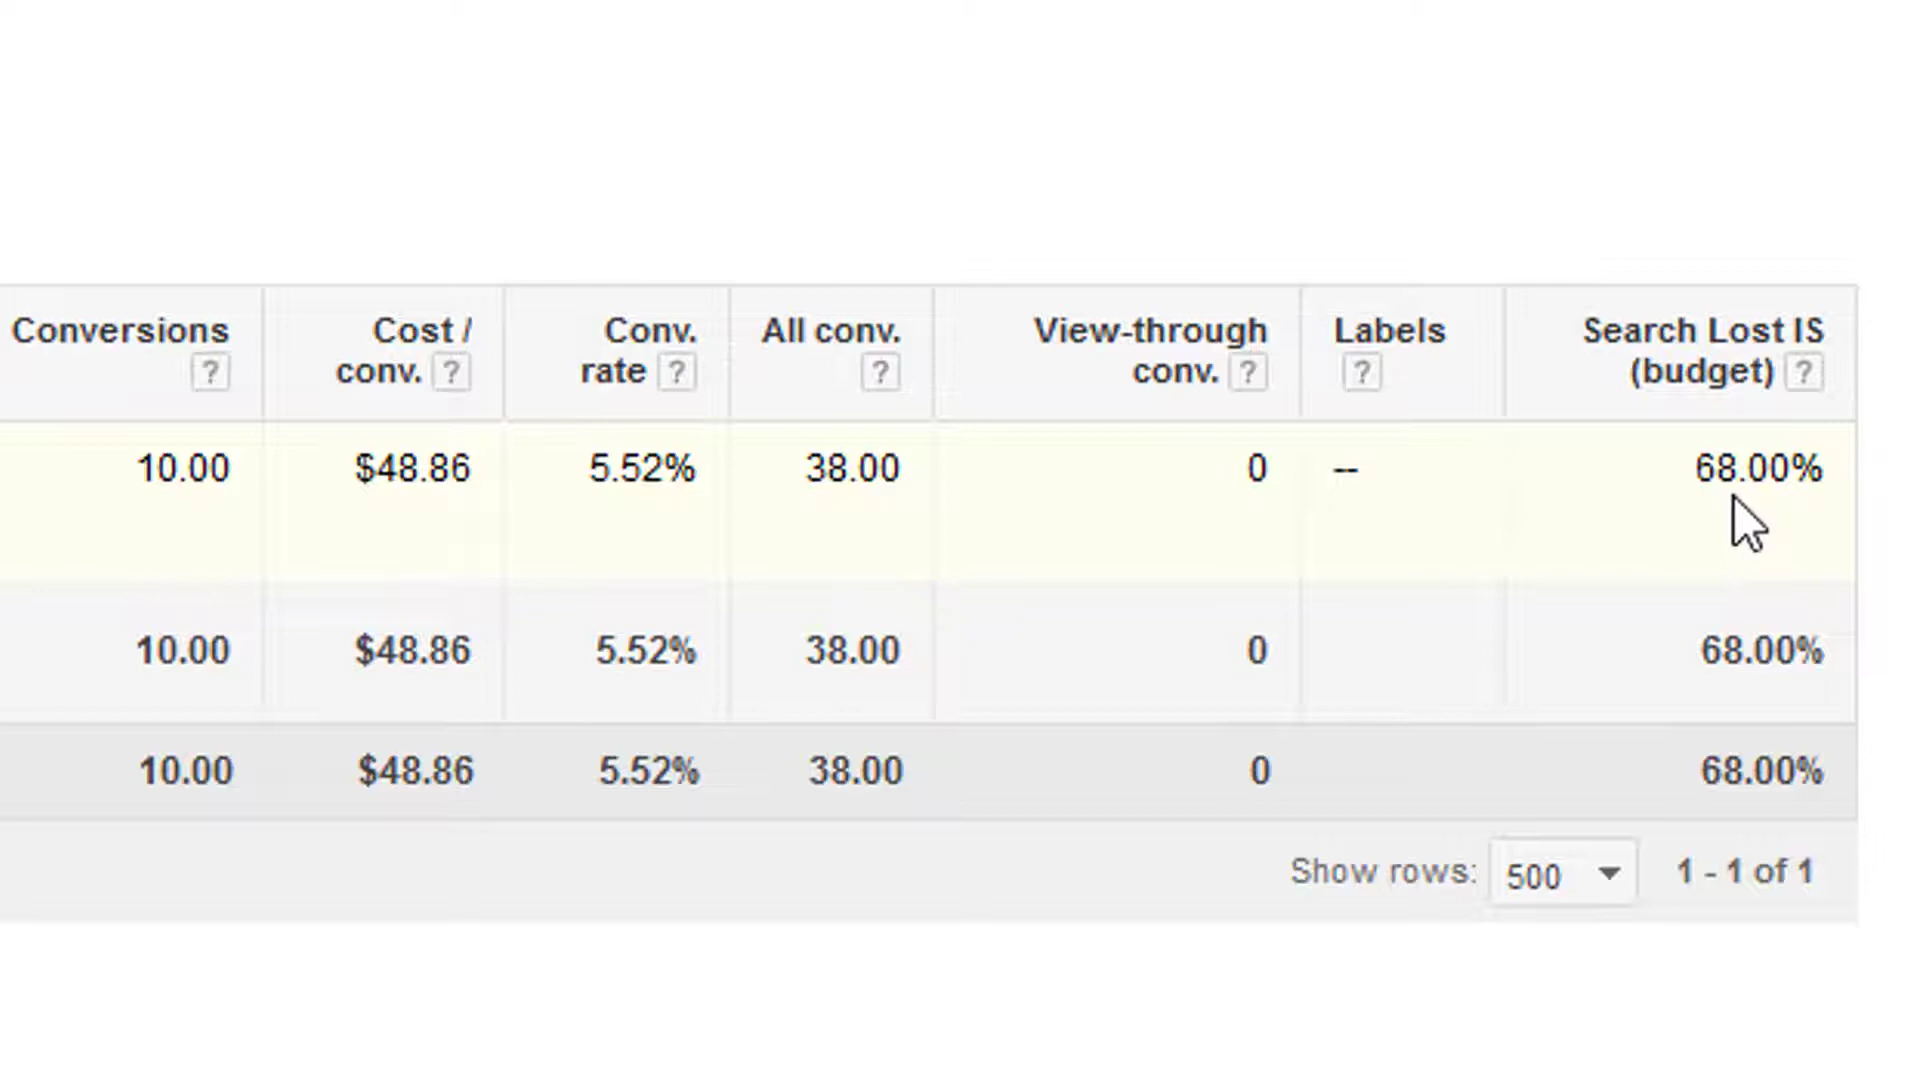 Conversions ? Cost / conv. ? Conv. rate ? All conv. ? View-through conv. ? Labels ? Search Lost IS (budget) ?
10.00 $48.86 5.52% 38.00 0 -- 68.00%
10.00 $48.86 5.52% 38.00 0 68.00%
10.00 $48.86 5.52% 38.00 0 68.00%
Show rows: 500 1 - 1 of 1